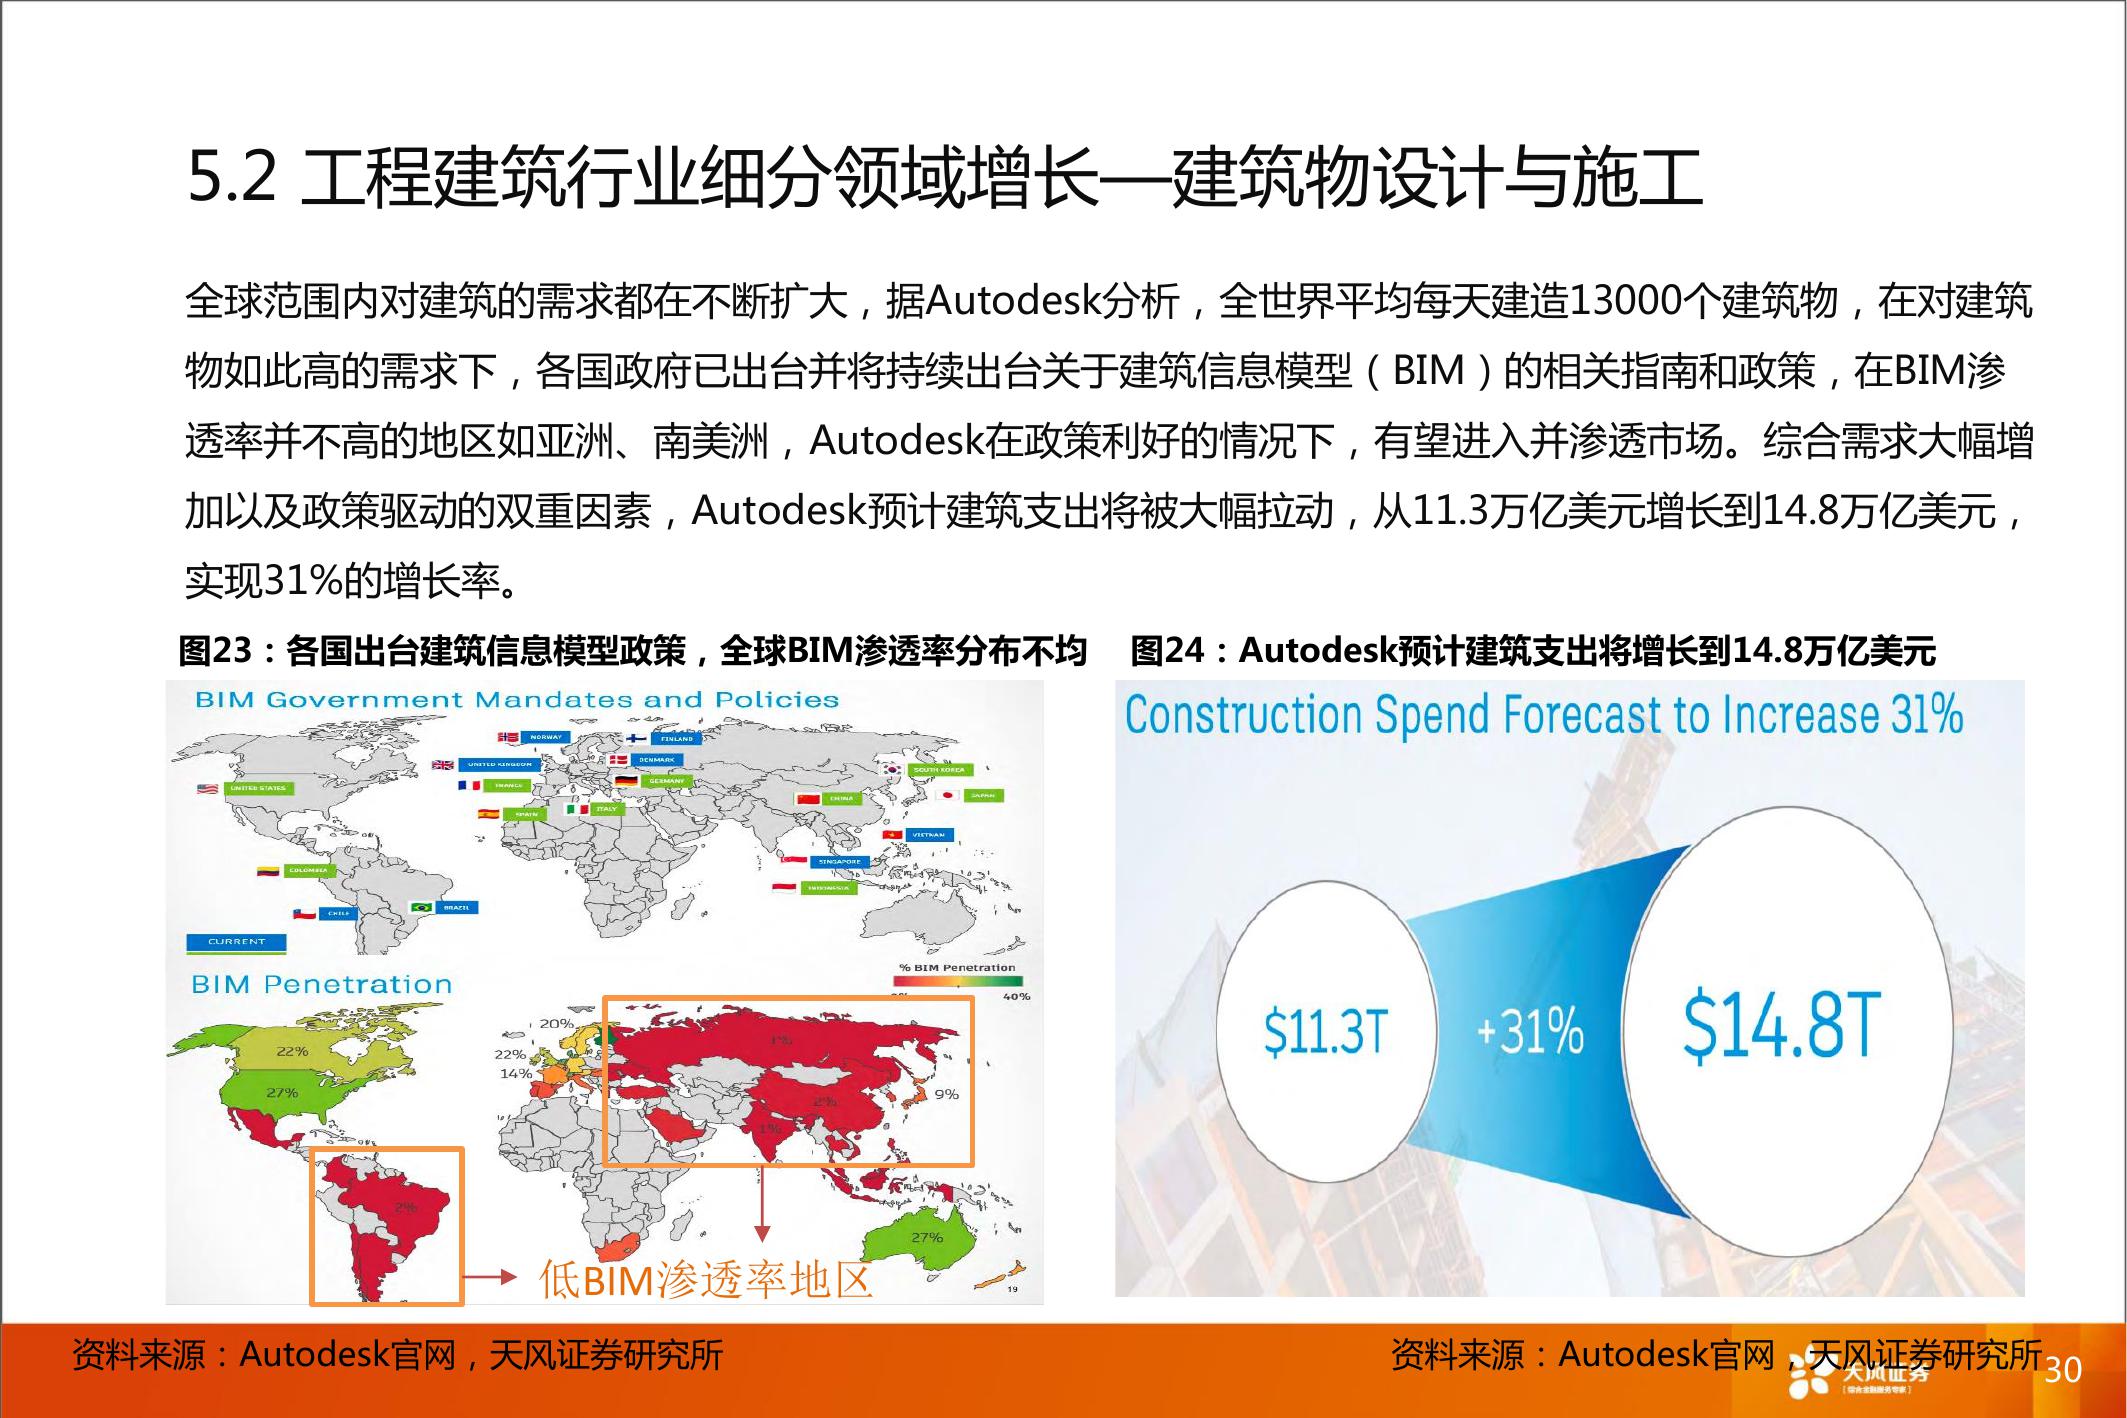 5.2 工程建筑行业细分领域增长—建筑物设计与施工
全球范围内对建筑的需求都在不断扩大，据Autodesk分析，全世界平均每天建造13000个建筑物，在对建筑
物如此高的需求下，各国政府已出台并将持续出台关于建筑信息模型（BIM）的相关指南和政策，在BIM渗
透率并不高的地区如亚洲、南美洲，Autodesk在政策利好的情况下，有望进入并渗透市场。综合需求大幅增
加以及政策驱动的双重因素，Autodesk预计建筑支出将被大幅拉动，从11.3万亿美元增长到14.8万亿美元，
实现31%的增长率。
图23：各国出台建筑信息模型政策，全球BIM渗透率分布不均
BIM Government Mandates and Policies
NORWAY
FINLAND
UNITED KINGDOM
DENMARK
FRANCE
GERMANY
SOUTH KOREA
UNITED STATES
SPAIN
ITALY
CHINA
JAPAN
VIETNAM
SINGAPORE
COLOMBIA
INDONESIA
CHILE
BRAZIL
CURRENT
% BIM Penetration
40%
BIM Penetration
20%
22%
14%
22%
27%
1%
2%
1%
9%
2%
27%
低BIM渗透率地区
19
图24：Autodesk预计建筑支出将增长到14.8万亿美元
Construction Spend Forecast to Increase 31%
$11.3T
+31%
$14.8T
资料来源：Autodesk官网，天风证券研究所
资料来源：Autodesk官网，天风证券研究所
天风证券
30